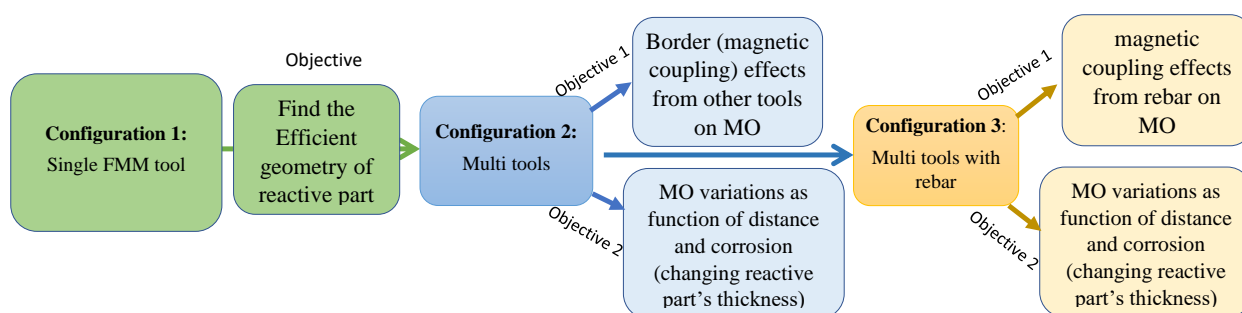 Configuration 1:
Single FMM tool
Objective
Find the
Efficient
geometry of
reactive part
Configuration 2:
Multi tools
Objective 1
Border (magnetic
coupling) effects
from other tools
on MO
Objective 2
MO variations as
function of distance
and corrosion
(changing reactive
part's thickness)
Configuration 3:
Multi tools with
rebar
Objective 1
magnetic
coupling effects
from rebar on
MO
Objective 2
MO variations as
function of distance
and corrosion
(changing reactive
part's thickness)